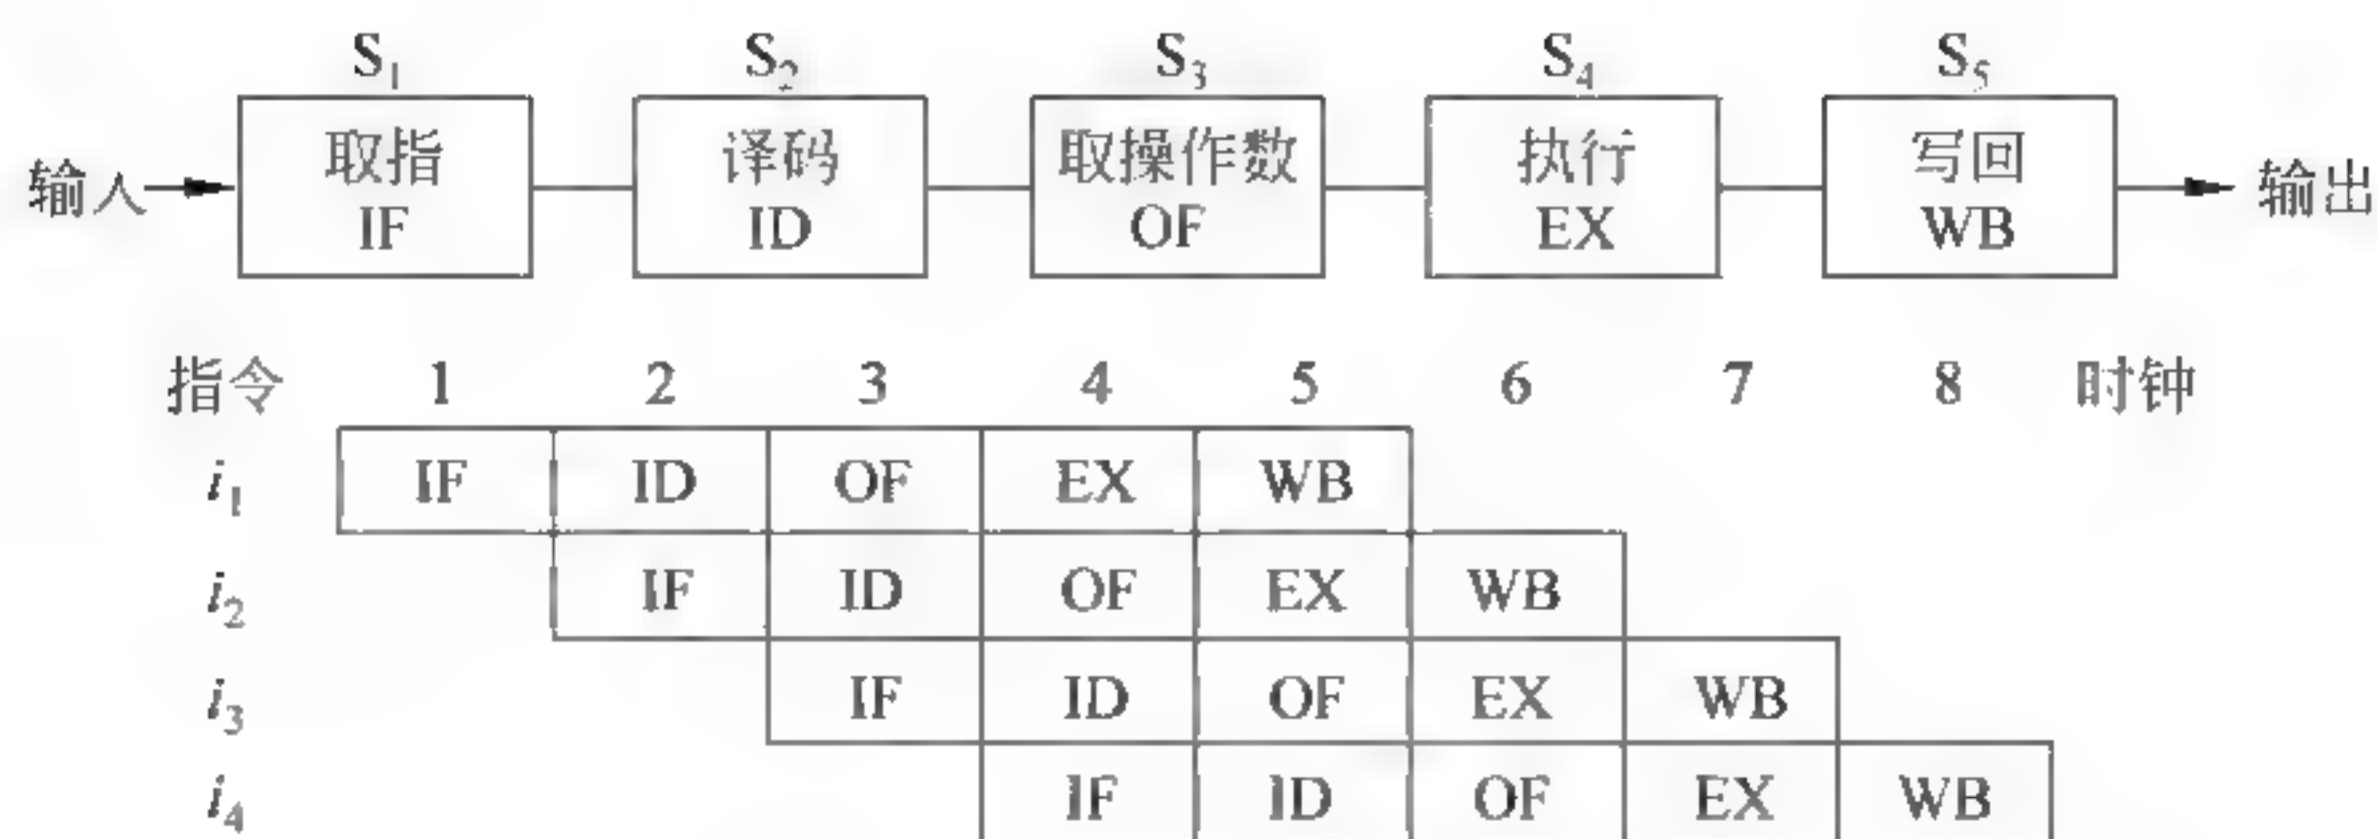 S1 S2 S3 S4 S5
取指 译码 取操作数 执行 写回
输入 输出
IF ID OF EX WB
指令 1 2 3 4 5 6 7 8 时钟
i1 IF ID OF EX WB
i2 IF ID OF EX WB
i3 IF ID OF EX WB
i4 IF ID OF EX WB